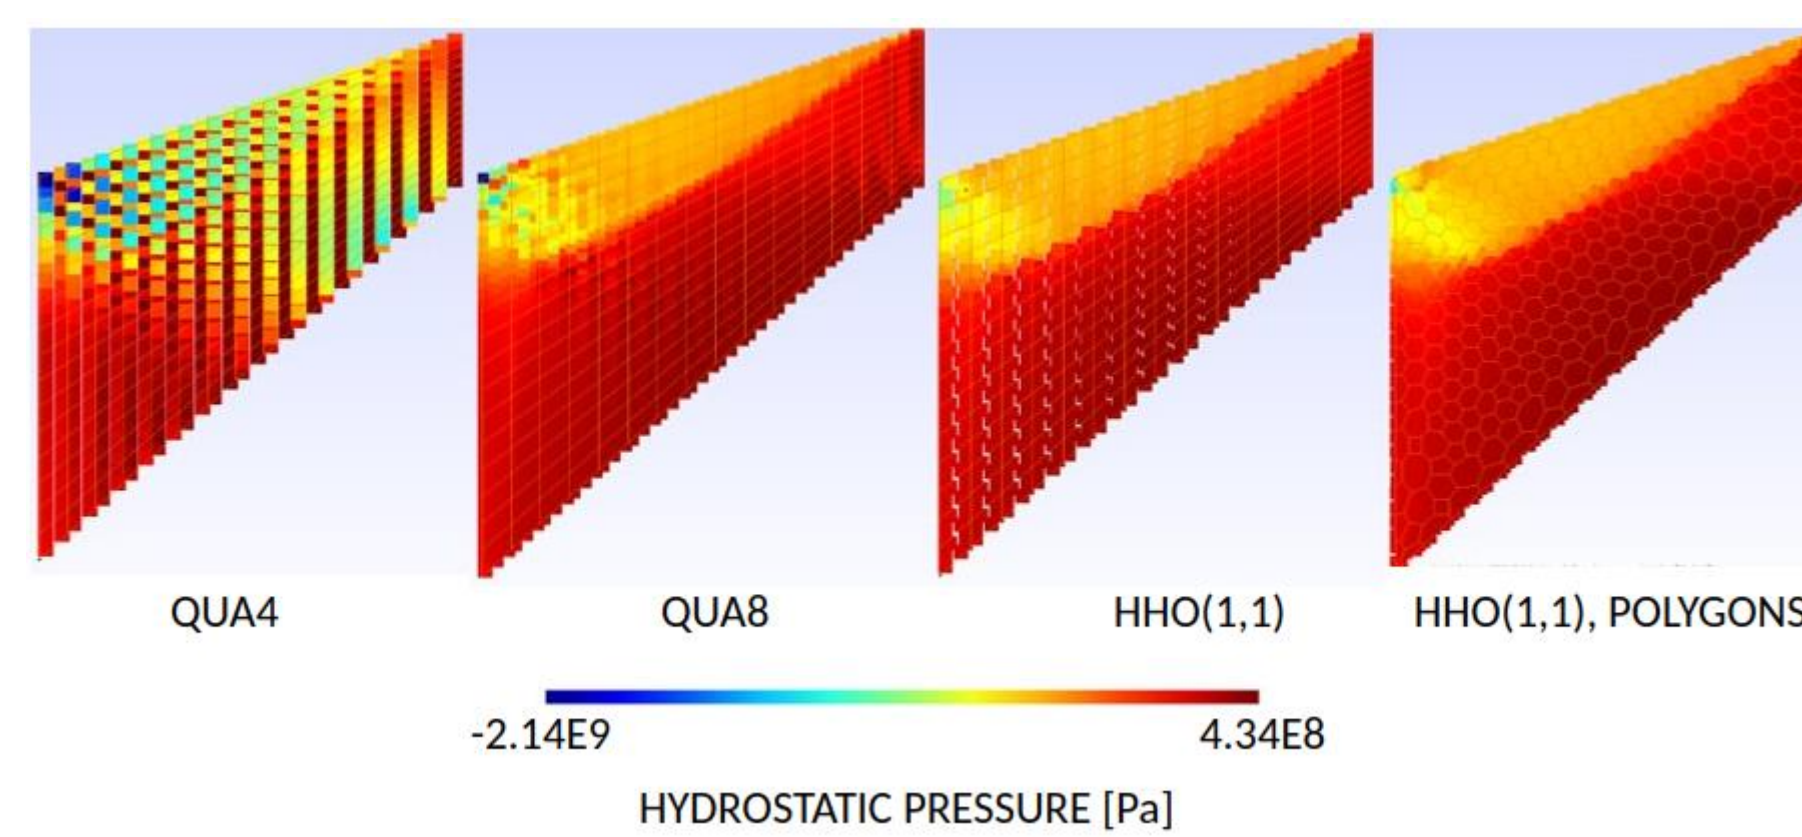 QUA4 QUA8 HHO(1,1) HHO(1,1), POLYGONS
-2.14E9 4.34E8
HYDROSTATIC PRESSURE [Pa]